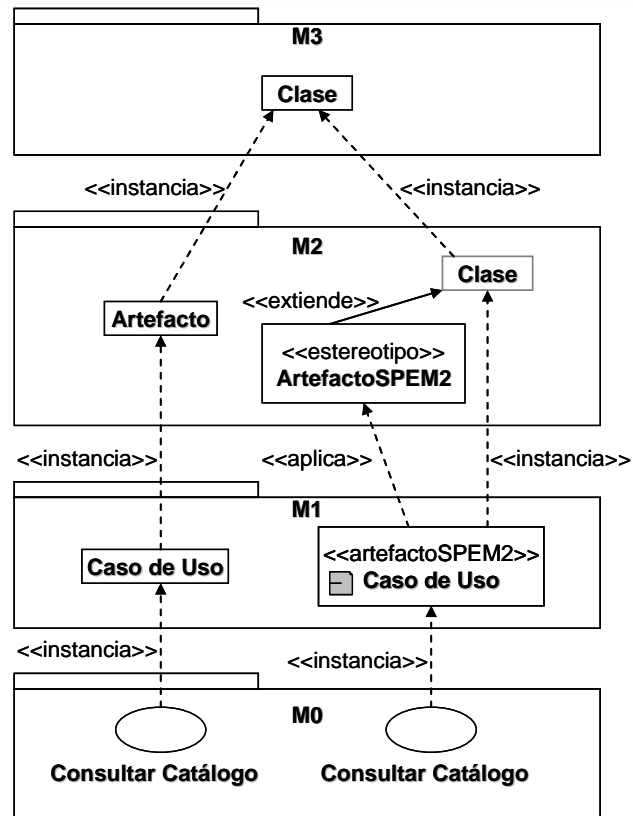 M3
Clase
<<instancia>>
<<instancia>>
M2
Clase
<<extiende>>
Artefacto
<<estereotipo>>
ArtefactoSPEM2
<<instancia>>
<<aplica>>
<<instancia>>
M1
<<artefactoSPEM2>>
Caso de Uso
Caso de Uso
<<instancia>>
<<instancia>>
M0
Consultar Catálogo
Consultar Catálogo